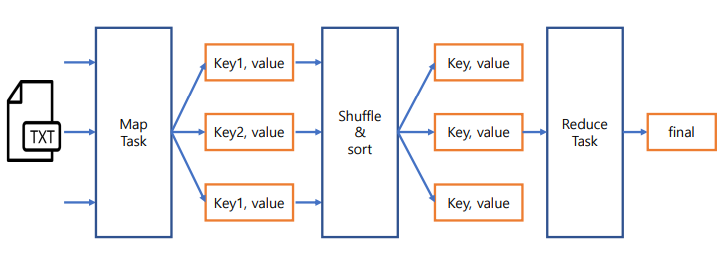 TXT
Map
Task
Key1, value
Key2, value
Key1, value
Shuffle
&
sort
Key, value
Key, value
Key, value
Reduce
Task
final